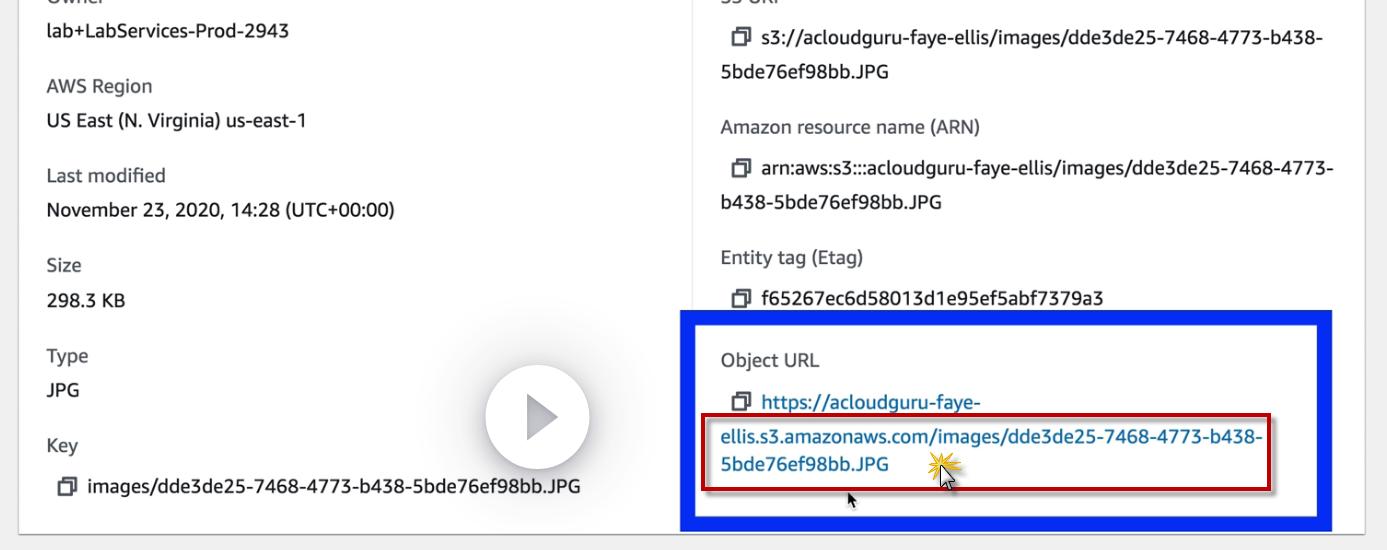 lab+LabServices-Prod-2943
AWS Region
US East (N. Virginia) us-east-1
Last modified
November 23, 2020, 14:28 (UTC+00:00)
Size
298.3 KB
Type
JPG
Key
images/dde3de25-7468-4773-b438-5bde76ef98bb.JPG
s3://acloudguru-faye-ellis/images/dde3de25-7468-4773-b438-
5bde76ef98bb.JPG
Amazon resource name (ARN)
arn:aws:s3:::acloudguru-faye-ellis/images/dde3de25-7468-4773-
b438-5bde76ef98bb.JPG
Entity tag (Etag)
f65267ec6d58013d1e95ef5abf7379a3
Object URL
https://acloudguru-faye-
ellis.s3.amazonaws.com/images/dde3de25-7468-4773-b438-
5bde76ef98bb.JPG